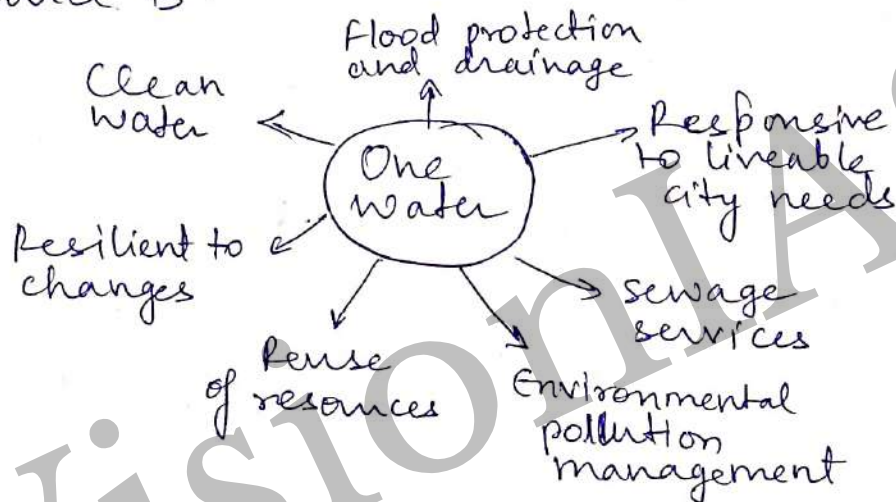 Flood protection
and drainage
Clean
water
Responsive
to liveable
city needs
One
water
Resilient to
changes
sewage
services
Reuse
of resources
Environmental
pollution
management
VisionIAS